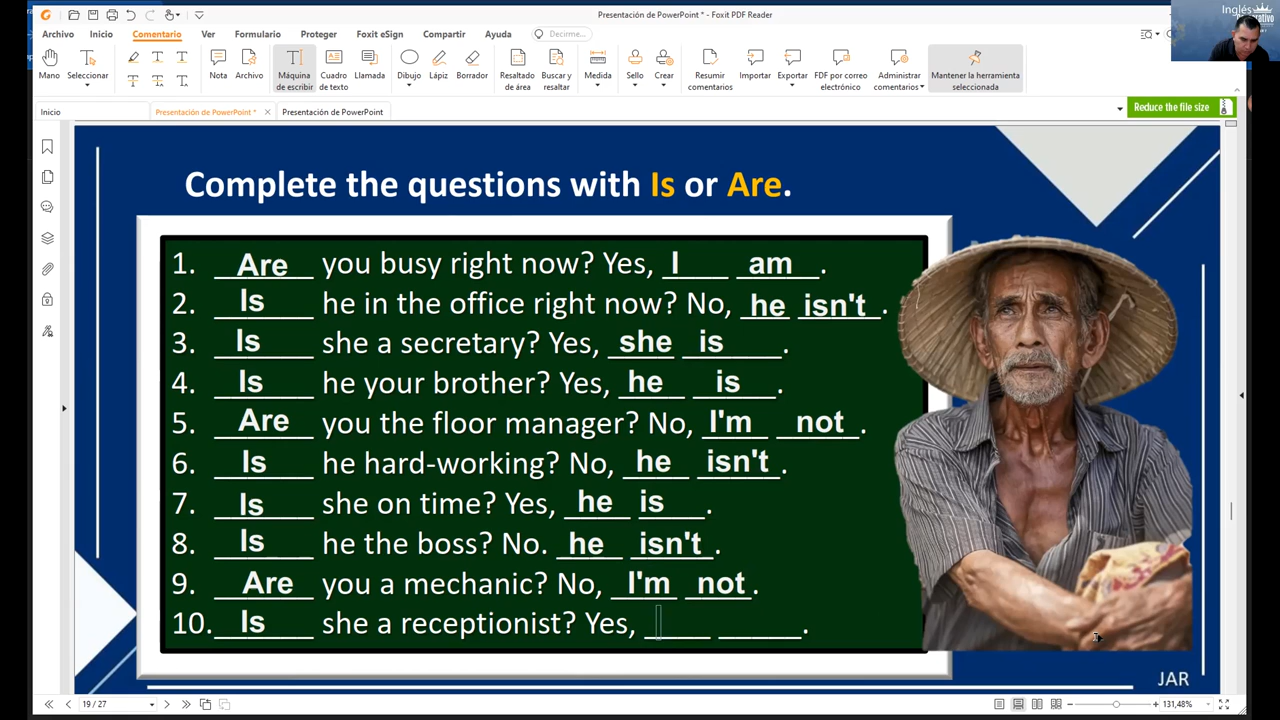 Presentación de PowerPoint * - Foxit PDF Reader
Inglés
Archivo Inicio Comentario Ver Formulario Proteger Foxit eSign Compartir Ayuda Decirme...
Mano Seleccionar Nota Archivo Máquina de escribir Cuadro de texto Llamada Dibujo Lápiz Borrador Resaltado de área Buscar y resaltar Medida Sello Crear Resumir comentarios Importar Exportar FDF por correo electrónico Administrar comentarios Mantener la herramienta seleccionada
Inicio Presentación de PowerPoint * × Presentación de PowerPoint Reduce the file size
Complete the questions with Is or Are.
1. Are you busy right now? Yes, I am.
2. Is he in the office right now? No, he isn't.
3. Is she a secretary? Yes, she is.
4. Is he your brother? Yes, he is.
5. Are you the floor manager? No, I'm not.
6. Is he hard-working? No, he isn't.
7. Is she on time? Yes, he is.
8. Is he the boss? No. he isn't.
9. Are you a mechanic? No, I'm not.
10. Is she a receptionist? Yes, ____ _____.
JAR
19 / 27 131,48%